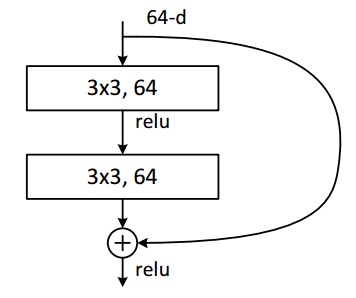 64-d
3x3, 64
relu
3x3, 64
+
relu